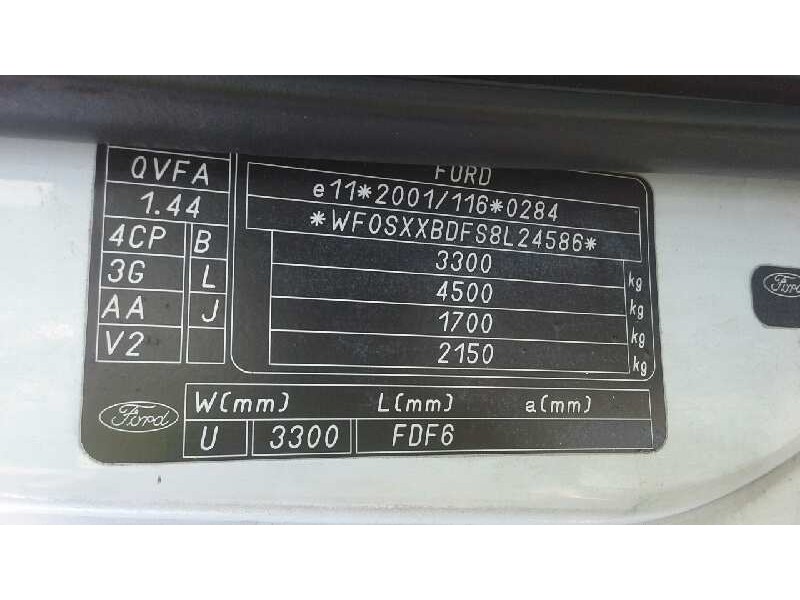 QVFA
1.44
4CP B
3G L
AA J
V2
FORD
e11*2001/116*0284
*WF0SXXBDFS8L24586*
3300 kg
4500 kg
1700 kg
2150 kg
Ford W(mm) L(mm) a(mm)
U 3300 FDF6
Ford